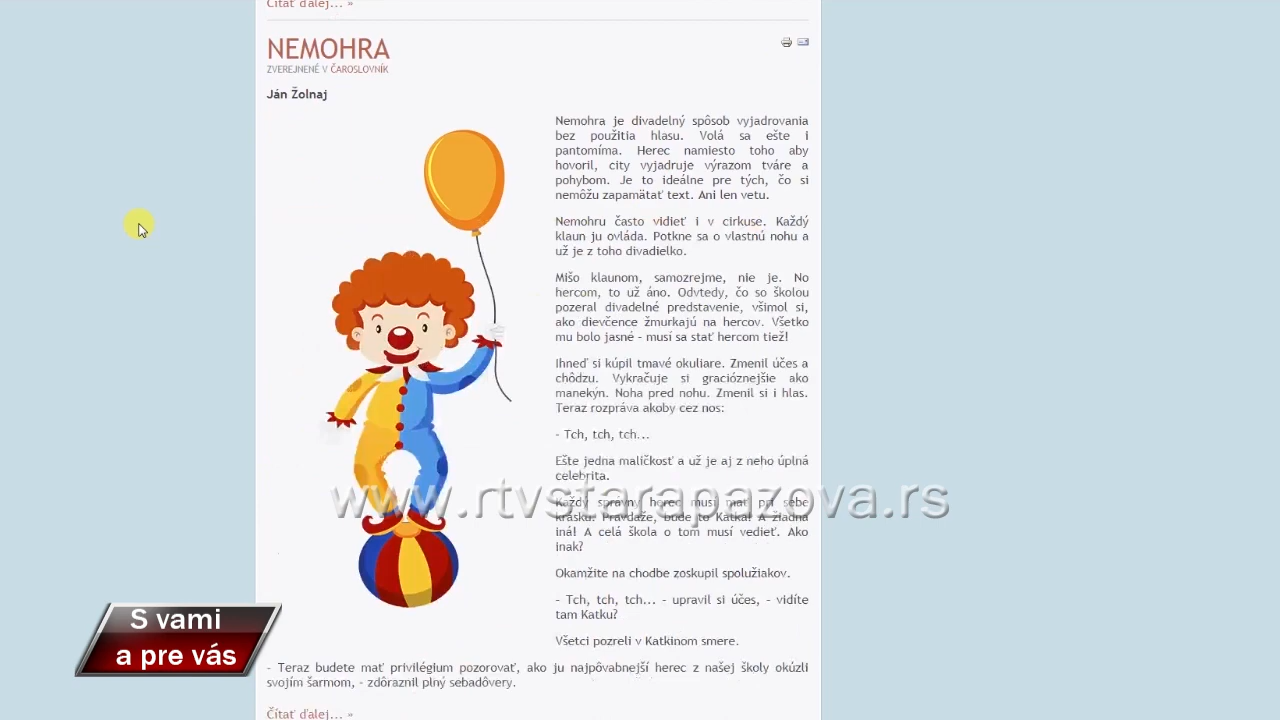 Čítať ďalej... »
NEMOHRA
ZVEREJNENÉ V ČAROSLOVNÍK
Ján Žolnaj
Nemohra je divadelný spôsob vyjadrovania
bez použitia hlasu. Volá sa ešte i
pantomíma. Herec namiesto toho aby
hovoril, city vyjadruje výrazom tváre a
pohybom. Je to ideálne pre tých, čo si
nemôžu zapamätať text. Ani len vetu.
Nemohru často vidieť i v cirkuse. Každý
klaun ju ovláda. Potkne sa o vlastnú nohu a
už je z toho divadielko.
Mišo klaunom, samozrejme, nie je. No
hercom, to už áno. Odvtedy, čo so školou
pozeral divadelné predstavenie, všimol si,
ako dievčence žmurkajú na hercov. Všetko
mu bolo jasné – musí sa stať hercom tiež!
Ihneď si kúpil tmavé okuliare. Zmenil účes a
chôdzu. Vykračuje si gracióznejšie ako
manekýn. Noha pred nohu. Zmenil si i hlas.
Teraz rozpráva akoby cez nos:
– Tch, tch, tch...
Ešte jedna malíčkosť a už je aj z neho úplná
celebrita.
Každý správny herec musí mať pri sebe
krásku. Pravdaže, bude to Katka! A žiadna
iná! A celá škola o tom musí vedieť. Ako
inak?
Okamžite na chodbe zoskupil spolužiakov.
– Tch, tch, tch... – upravil si účes, – vidíte
tam Katku?
Všetci pozreli v Katkinom smere.
– Teraz budete mať privilégium pozorovať, ako ju najpôvabnejší herec z našej školy okúzli
svojím šarmom, – zdôraznil plný sebadôvery.
Čítať ďalej... »
www.rtvstarapazova.rs
S vami
a pre vás